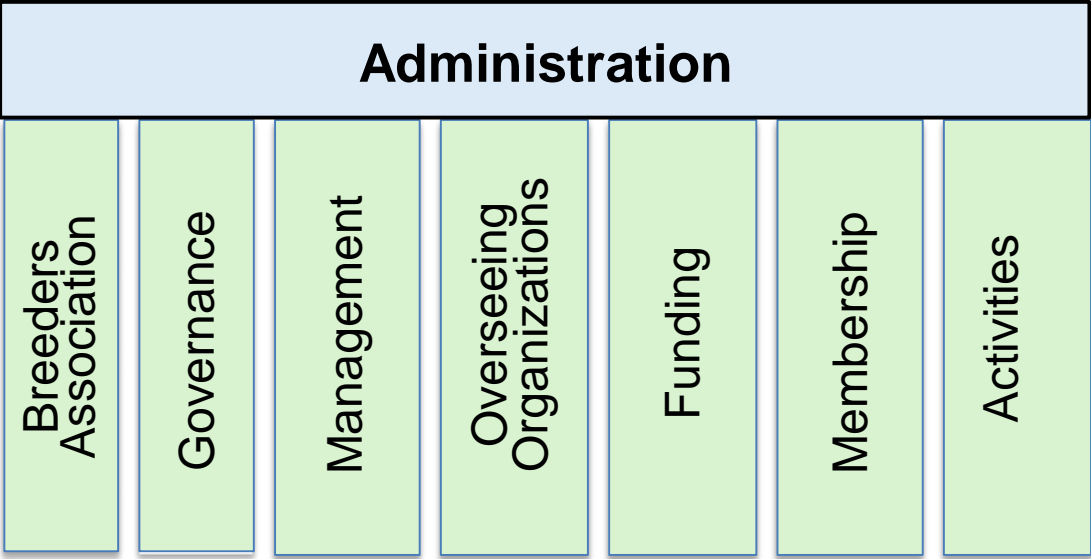 Administration
Breeders
Association
Governance
Management
Overseeing
Organizations
Funding
Membership
Activities